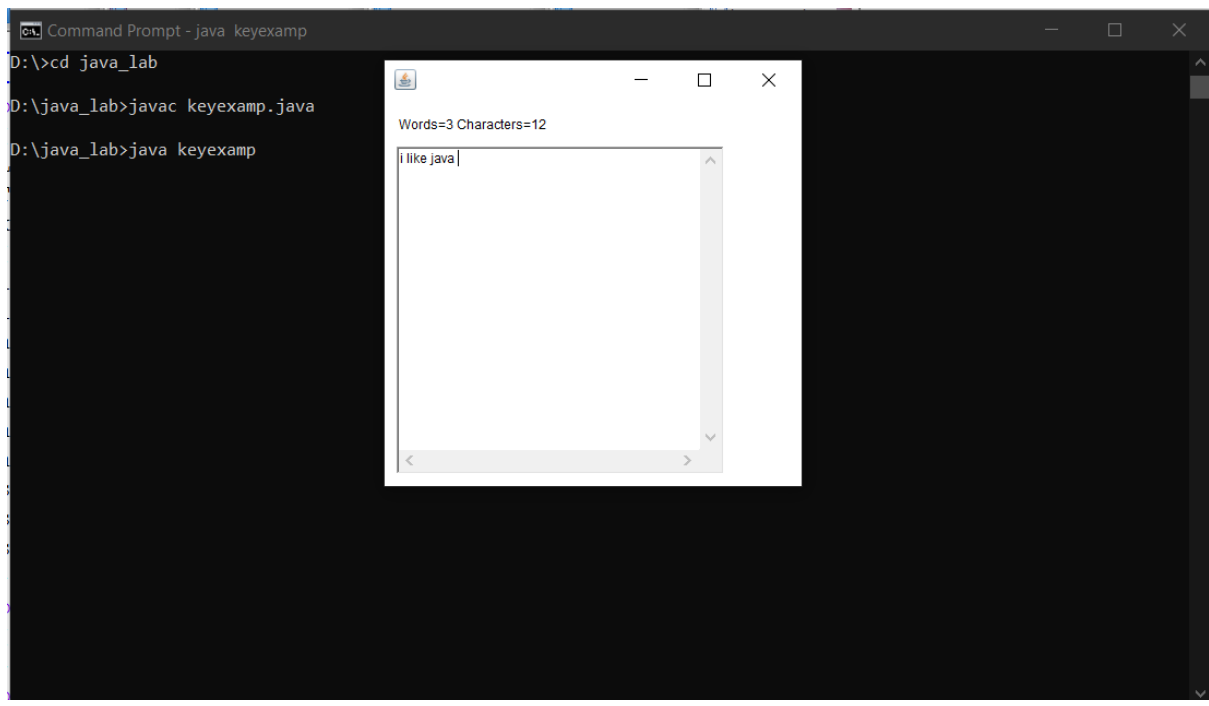 Command Prompt - java keyexamp
D:\>cd java_lab
D:\java_lab>javac keyexamp.java
D:\java_lab>java keyexamp
Words=3 Characters=12
i like java